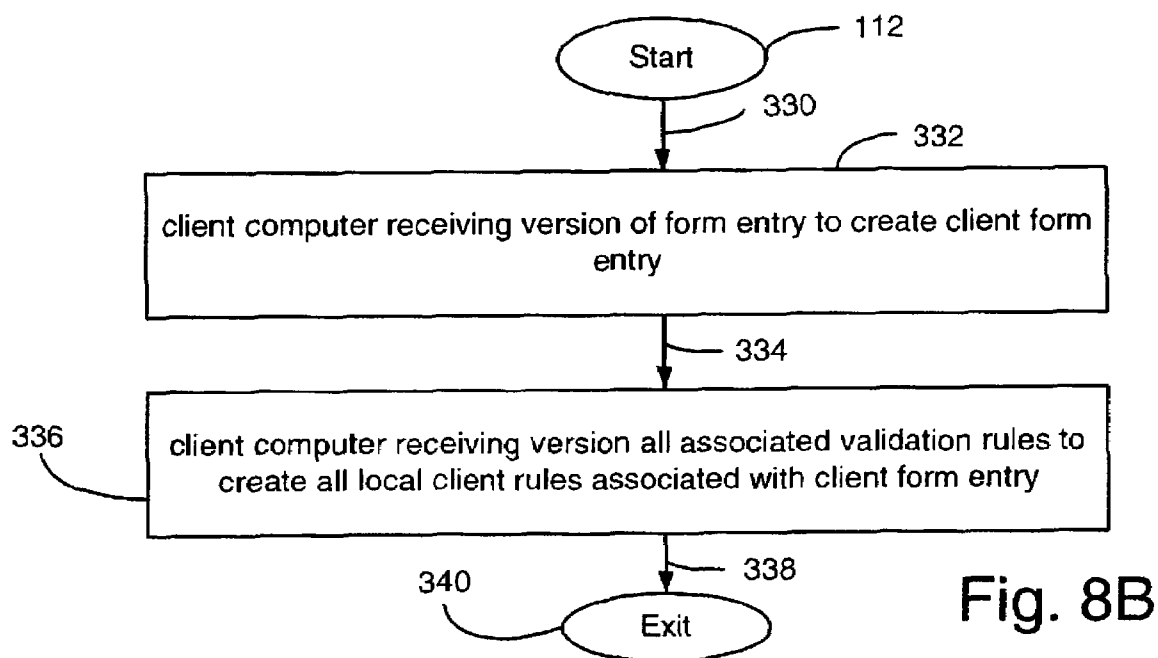 Start
112
330
332
client computer receiving version of form entry to create client form
entry
334
336
client computer receiving version all associated validation rules to
create all local client rules associated with client form entry
338
340
Exit
Fig. 8B